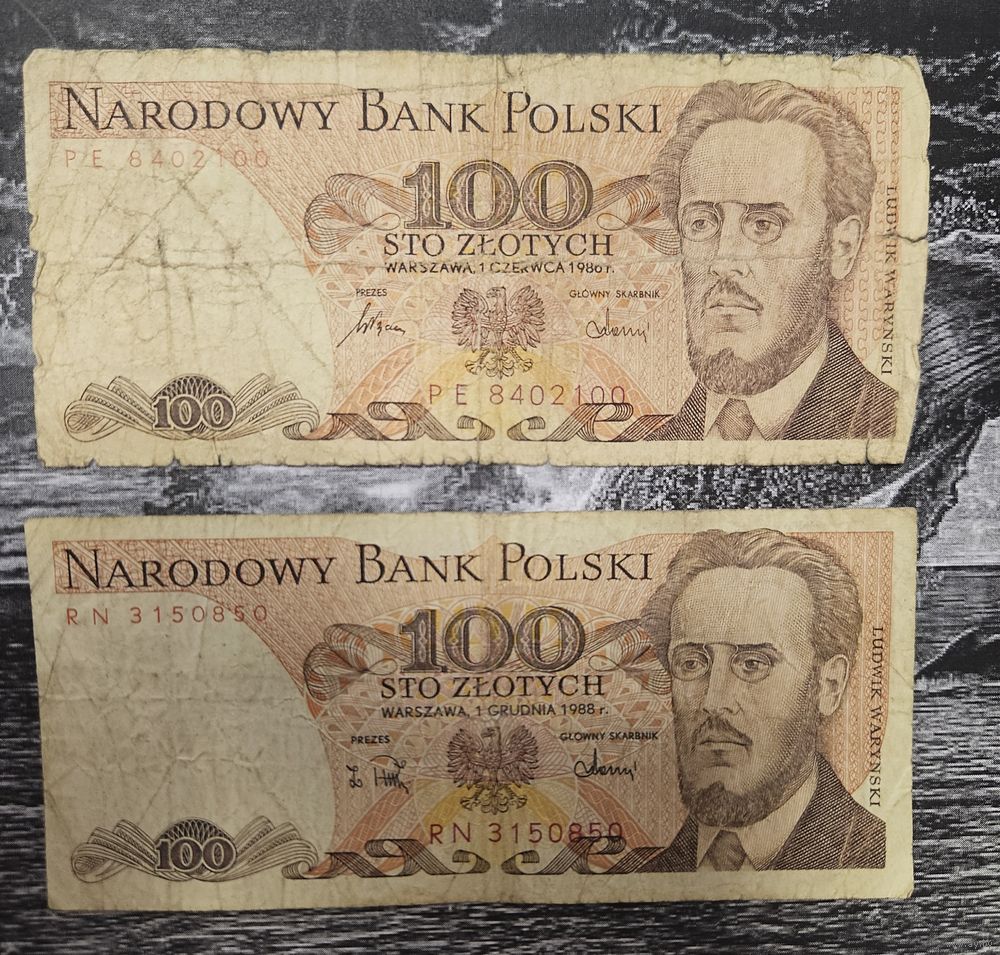 NARODOWY BANK POLSKI
PE 8402100
100
STO ZŁOTYCH
WARSZAWA, 1 CZERWCA 1986 r.
PREZES GŁÓWNY SKARBNIK
PE 8402100
100
LUDWIK WARYŃSKI
NARODOWY BANK POLSKI
RN 3150850
100
STO ZŁOTYCH
WARSZAWA, 1 GRUDNIA 1988 r.
PREZES GŁÓWNY SKARBNIK
RN 3150850
100
LUDWIK WARYŃSKI